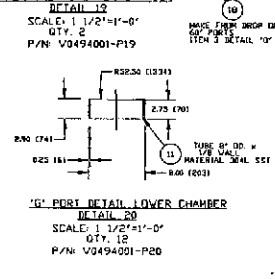 DETAIL 19
SCALE: 1 1/2"=1'-0"
QTY. 2
P/N: V0494001-P19
18
MAKE FROM DROP
60° PORTS
ITEM 3 DETAIL "D"
R52.50 [1334]
2.75 [70]
2.90 [74]
0.25 [6]
8.00 [203]
11
TUBE 8" OD. x
1/8 WALL
MATERIAL 304L SST
'G' PORT DETAIL LOWER CHAMBER
DETAIL 20
SCALE: 1 1/2"=1'-0"
QTY. 12
P/N: V0494001-P20